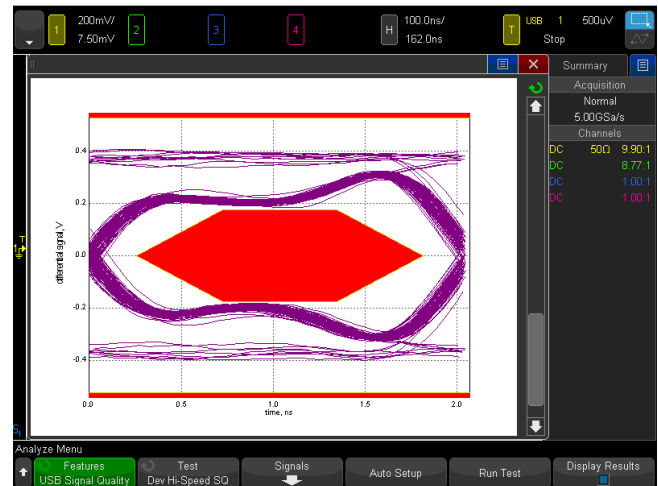 1 200mV/ 2 3 4 H 100.0ns/ T USB 1 500uV
7.50mV 162.0ns Stop
Summary
Acquisition
Normal
5.00GSa/s
Channels
DC 50Ω 9.90:1
DC 8.77:1
DC 1.00:1
DC 1.00:1
T
1
differential signal, V
0.4
0.2
0.0
-0.2
-0.4
0.0 0.5 1.0 1.5 2.0
time, ns
Analyze Menu
Features Test Signals Auto Setup Run Test Display Results
USB Signal Quality Dev Hi-Speed SQ